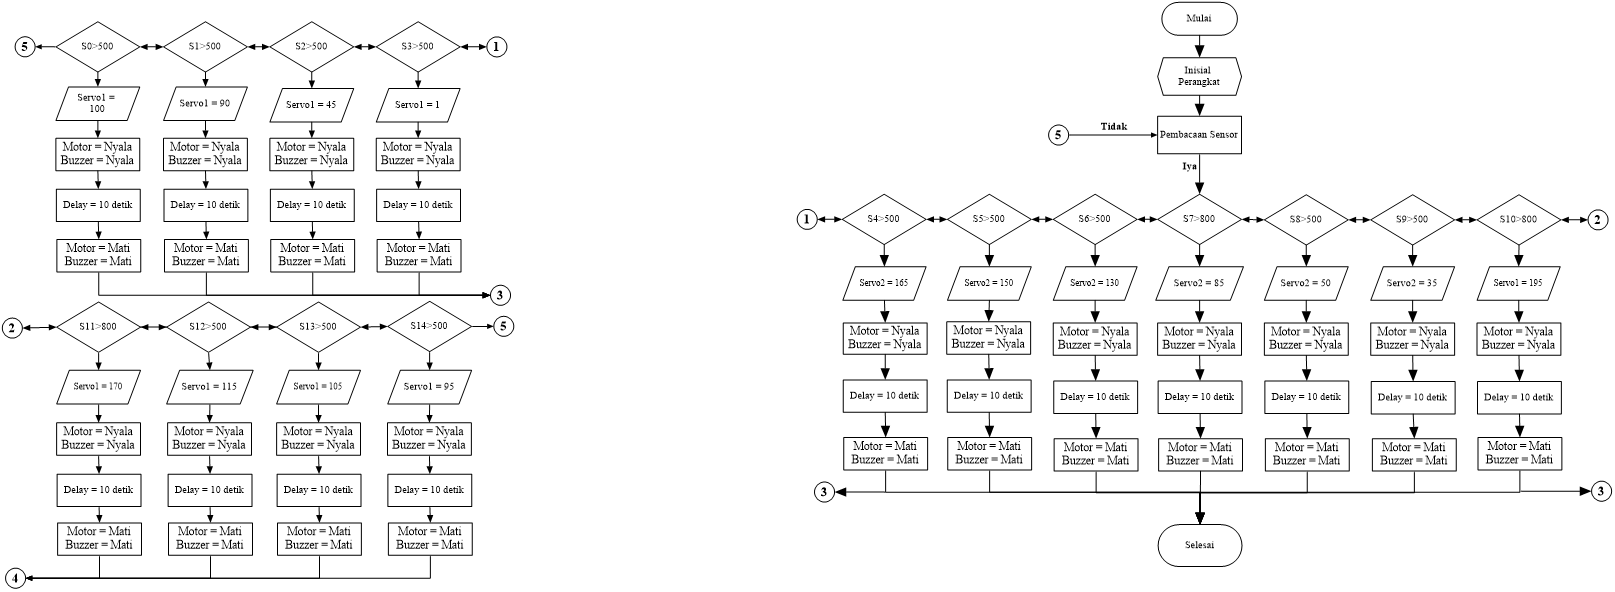 5
S0>500
S1>500
S2>500
S3>500
1
Servo1 =
100
Servo1 = 90
Servo1 = 45
Servo1 = 1
Motor = Nyala
Buzzer = Nyala
Motor = Nyala
Buzzer = Nyala
Motor = Nyala
Buzzer = Nyala
Motor = Nyala
Buzzer = Nyala
Delay = 10 detik
Delay = 10 detik
Delay = 10 detik
Delay = 10 detik
Motor = Mati
Buzzer = Mati
Motor = Mati
Buzzer = Mati
Motor = Mati
Buzzer = Mati
Motor = Mati
Buzzer = Mati
3
2
S11>800
S12>500
S13>500
S14>500
5
Servo1 = 170
Servo1 = 115
Servo1 = 105
Servo1 = 95
Motor = Nyala
Buzzer = Nyala
Motor = Nyala
Buzzer = Nyala
Motor = Nyala
Buzzer = Nyala
Motor = Nyala
Buzzer = Nyala
Delay = 10 detik
Delay = 10 detik
Delay = 10 detik
Delay = 10 detik
Motor = Mati
Buzzer = Mati
Motor = Mati
Buzzer = Mati
Motor = Mati
Buzzer = Mati
Motor = Mati
Buzzer = Mati
4
Mulai
Inisial
Perangkat
5
Tidak
Pembacaan Sensor
Iya
1
S4>500
S5>500
S6>500
S7>800
S8>500
S9>500
S10>800
2
Servo2 = 165
Servo2 = 150
Servo2 = 130
Servo2 = 85
Servo2 = 50
Servo2 = 35
Servo1 = 195
Motor = Nyala
Buzzer = Nyala
Motor = Nyala
Buzzer = Nyala
Motor = Nyala
Buzzer = Nyala
Motor = Nyala
Buzzer = Nyala
Motor = Nyala
Buzzer = Nyala
Motor = Nyala
Buzzer = Nyala
Motor = Nyala
Buzzer = Nyala
Delay = 10 detik
Delay = 10 detik
Delay = 10 detik
Delay = 10 detik
Delay = 10 detik
Delay = 10 detik
Delay = 10 detik
Motor = Mati
Buzzer = Mati
Motor = Mati
Buzzer = Mati
Motor = Mati
Buzzer = Mati
Motor = Mati
Buzzer = Mati
Motor = Mati
Buzzer = Mati
Motor = Mati
Buzzer = Mati
Motor = Mati
Buzzer = Mati
3
3
Selesai